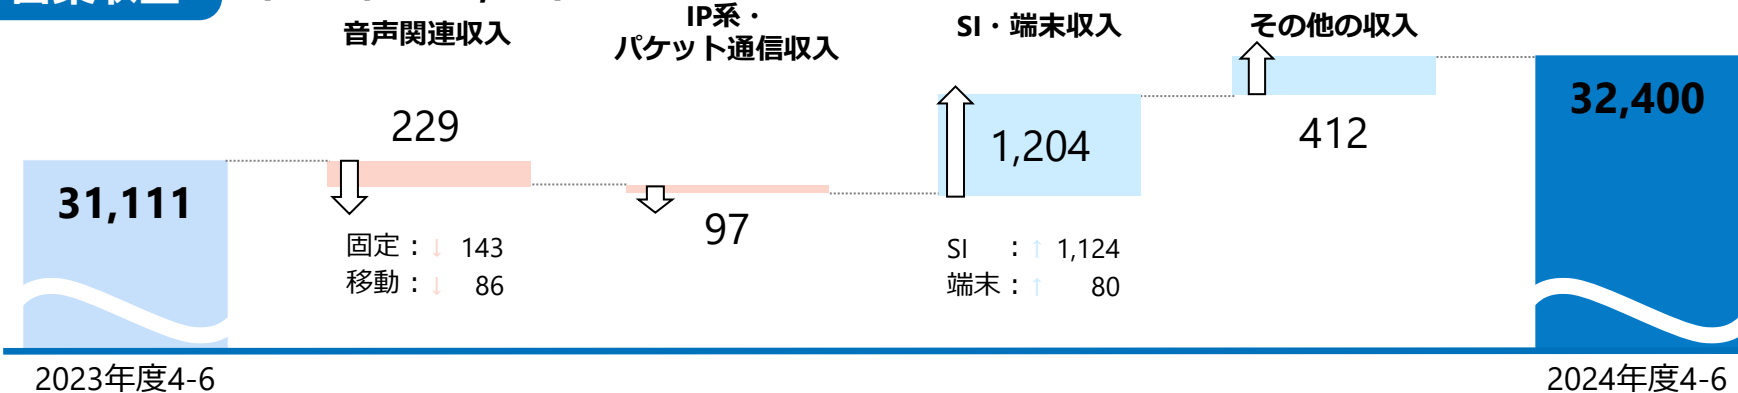 音声関連収入
IP系・
パケット通信収入
SI・端末収入
その他の収入
31,111
229
97
1,204
412
32,400
固定：↓ 143
移動：↓ 86
SI ：↑ 1,124
端末：↑ 80
2023年度4-6
2024年度4-6